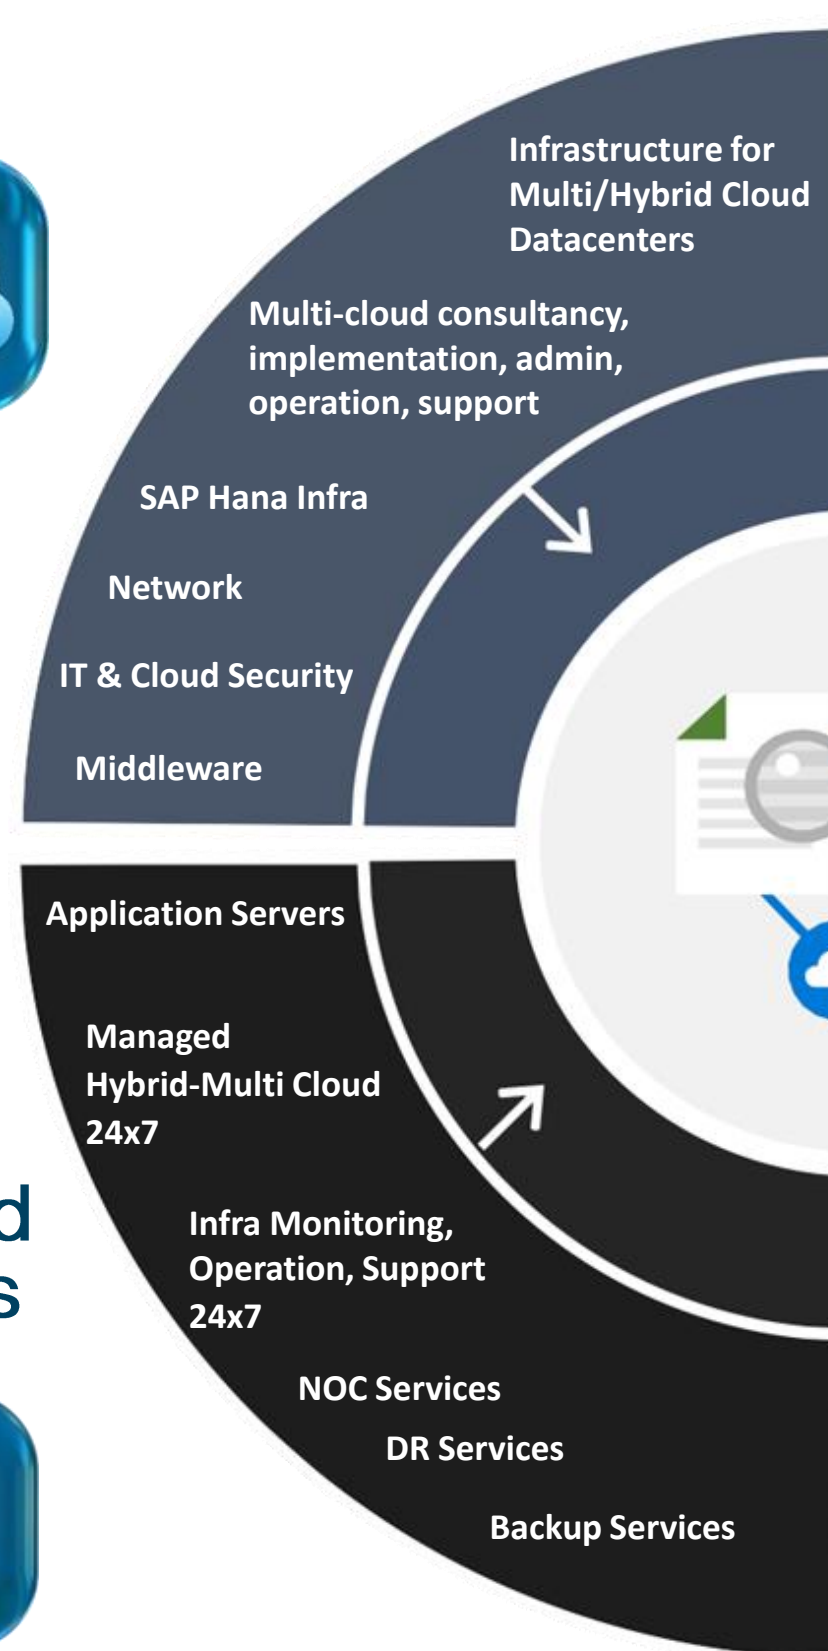 Infrastructure for
Multi/Hybrid Cloud
Datacenters
Multi-cloud consultancy,
implementation, admin,
operation, support
SAP Hana Infra
Network
IT & Cloud Security
Middleware
Application Servers
Managed
Hybrid-Multi Cloud
24x7
Infra Monitoring,
Operation, Support
24x7
NOC Services
DR Services
Backup Services